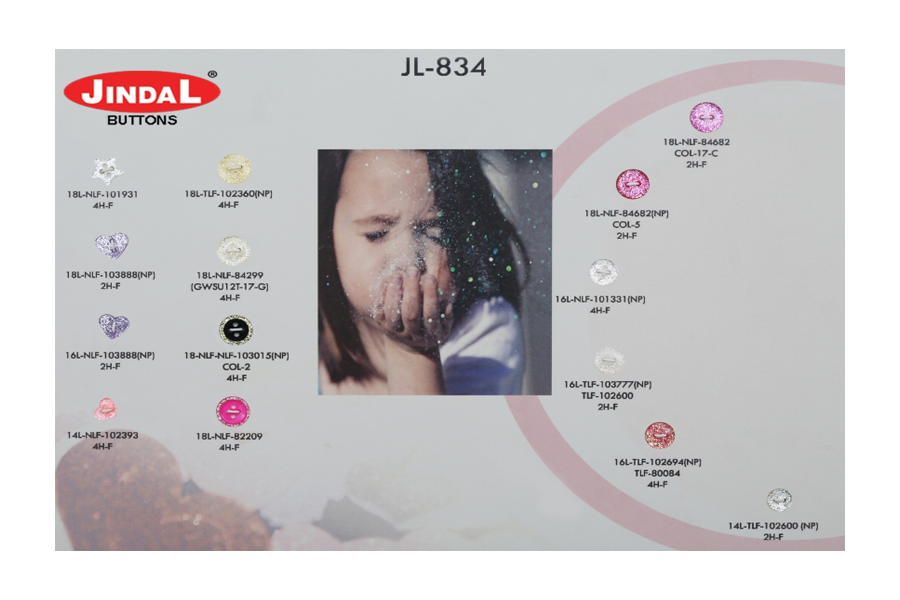 JL-834
JINDAL®
BUTTONS
18L-NLF-101931
4H-F
18L-TLF-102360(NP)
4H-F
18L-NLF-103888(NP)
2H-F
18L-NLF-84299
(GWSU12T-17-G)
4H-F
16L-NLF-103888(NP)
2H-F
18-NLF-NLF-103015(NP)
COL-2
4H-F
14L-NLF-102393
4H-F
18L-NLF-82209
4H-F
18L-NLF-84682
COL-17-C
2H-F
18L-NLF-84682(NP)
COL-5
2H-F
16L-NLF-101331(NP)
4H-F
16L-TLF-103777(NP)
TLF-102600
2H-F
16L-TLF-102694(NP)
TLF-80084
4H-F
14L-TLF-102600 (NP)
2H-F